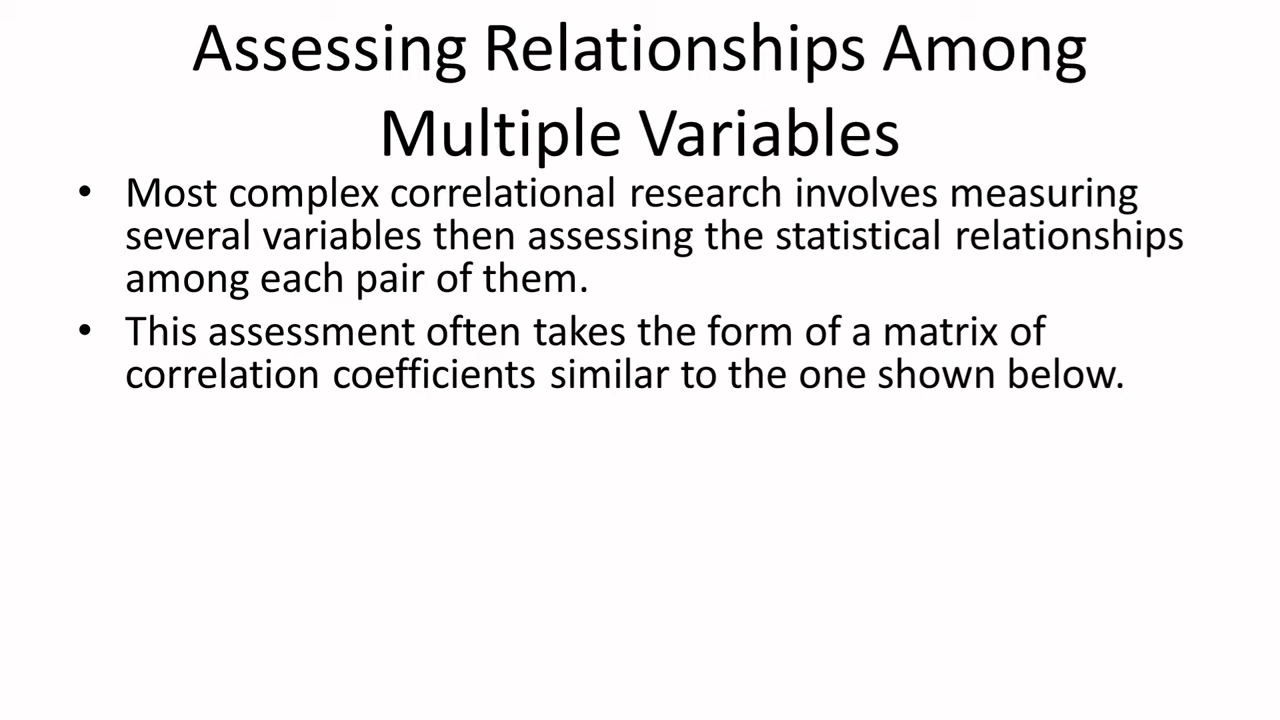 Assessing Relationships Among
Multiple Variables
• Most complex correlational research involves measuring
several variables then assessing the statistical relationships
among each pair of them.
• This assessment often takes the form of a matrix of
correlation coefficients similar to the one shown below.